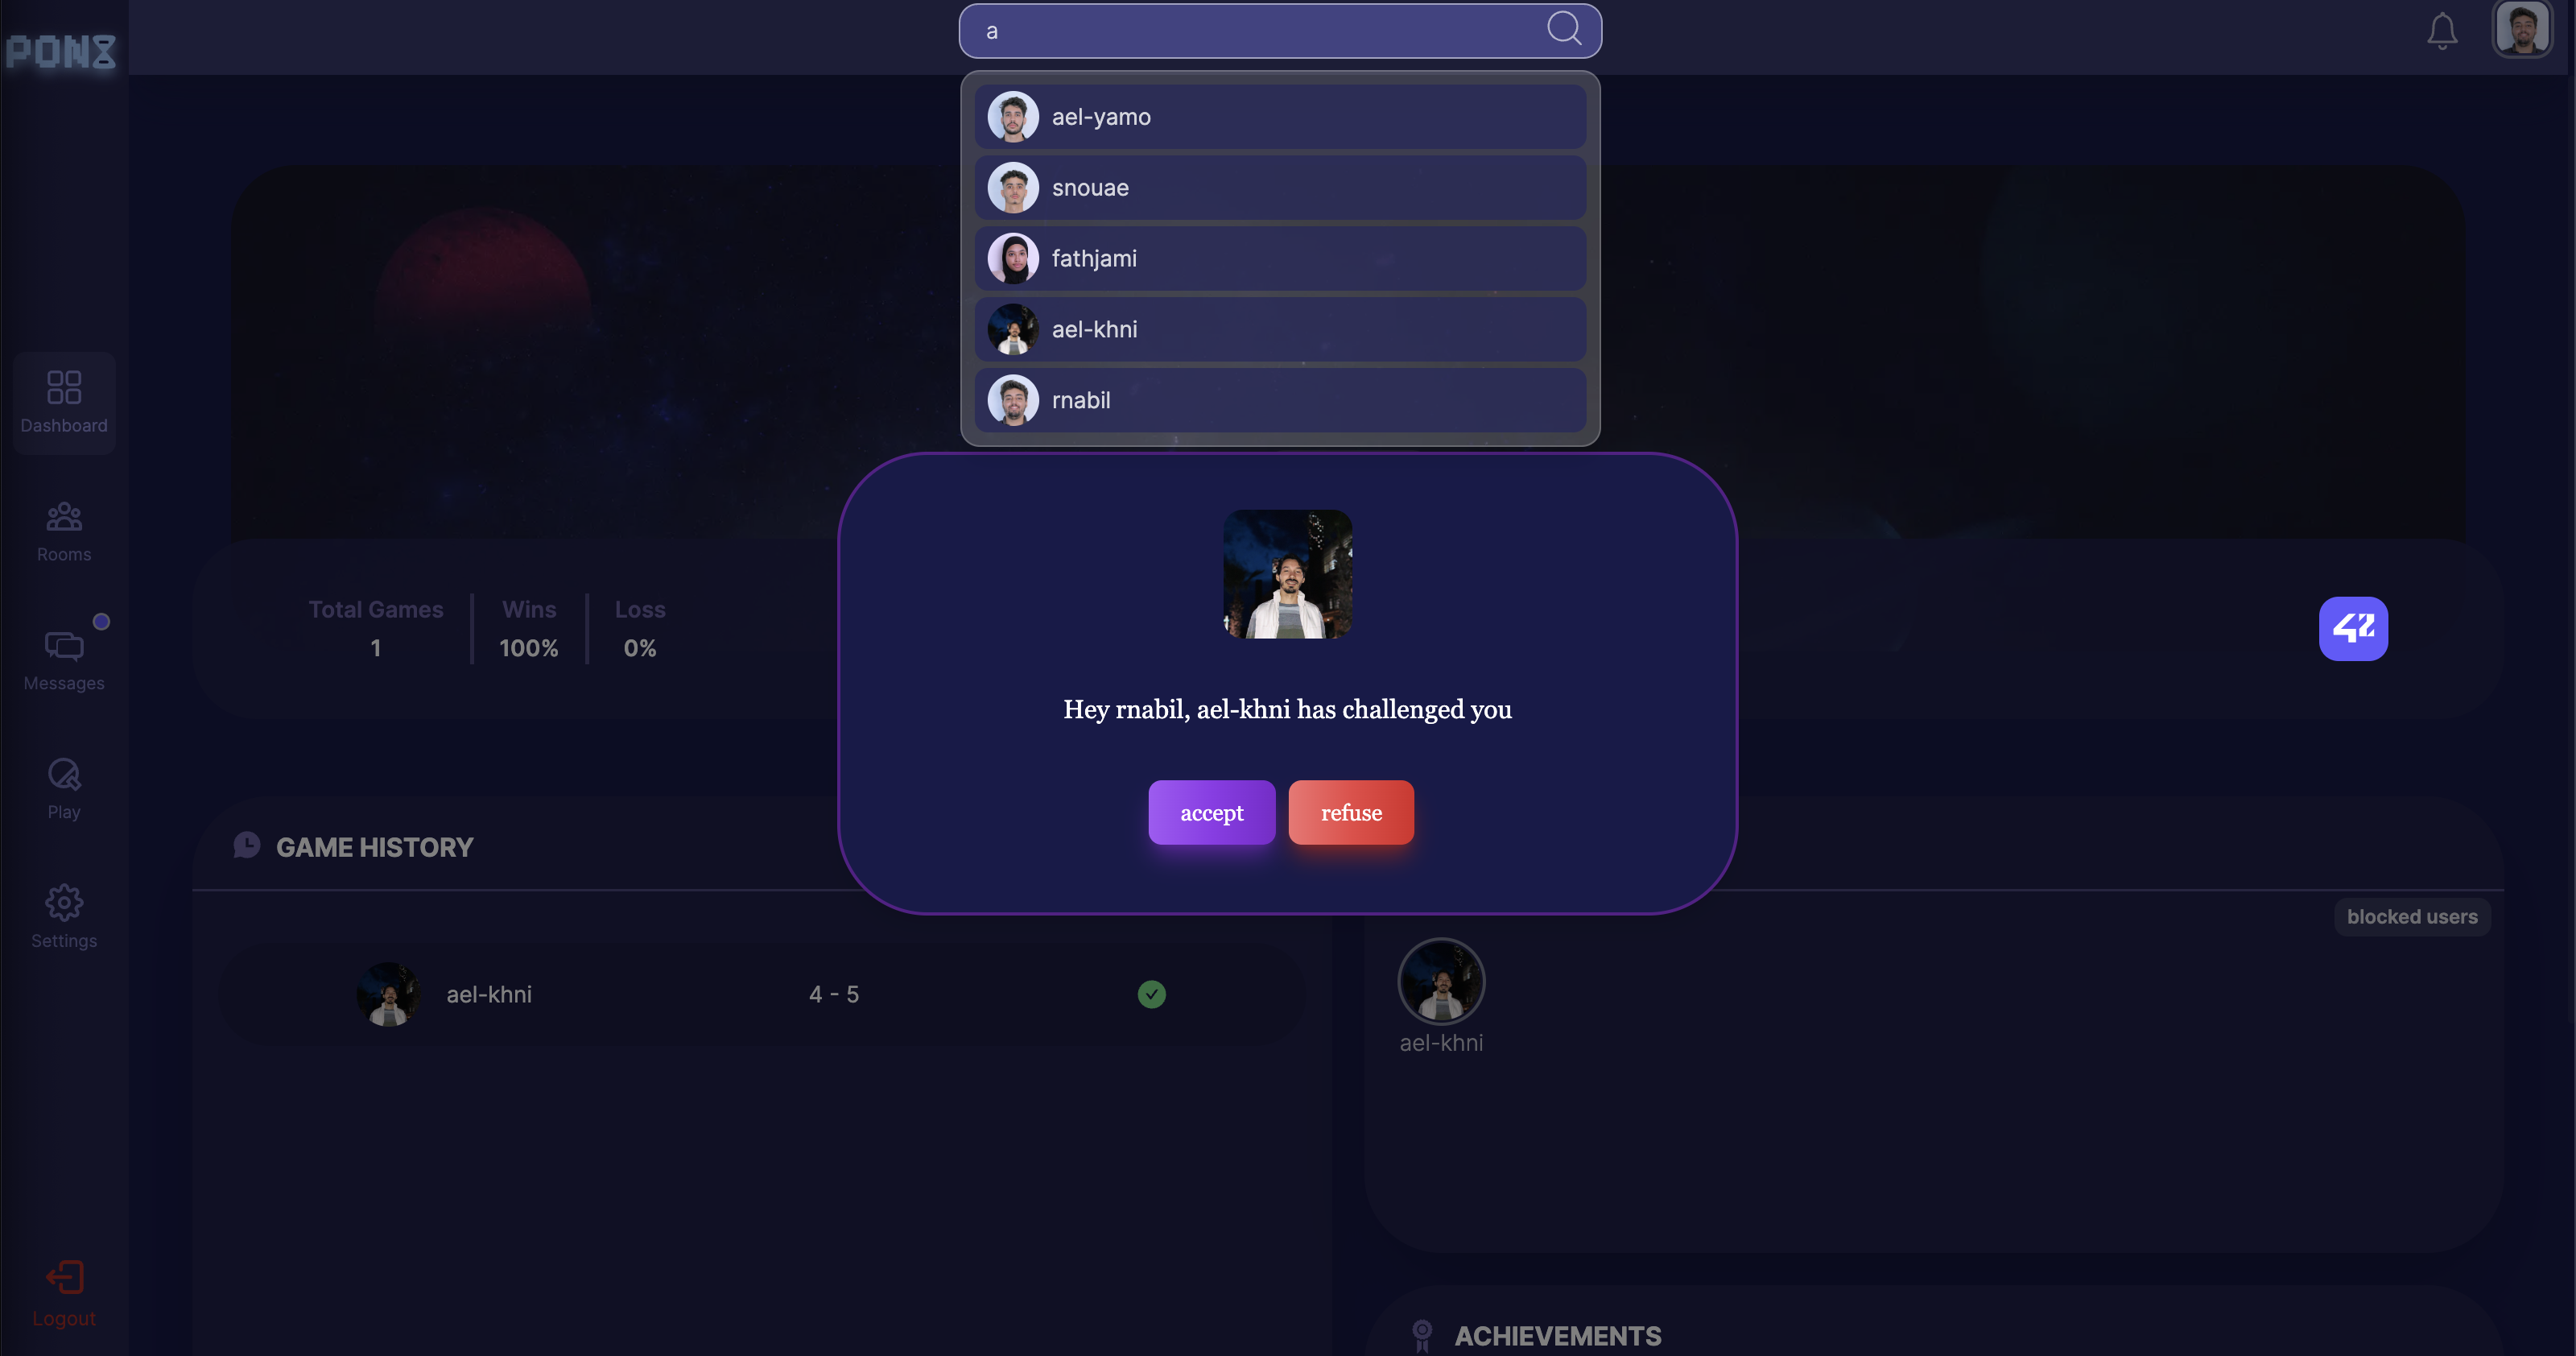 PONG
a
ael-yamo
snouae
fathjami
ael-khni
rnabil
Dashboard
Rooms
Messages
Play
Settings
Logout
Total Games
1
Wins
100%
Loss
0%
42
Hey rnabil, ael-khni has challenged you
accept
refuse
GAME HISTORY
ael-khni
4 - 5
blocked users
ael-khni
ACHIEVEMENTS